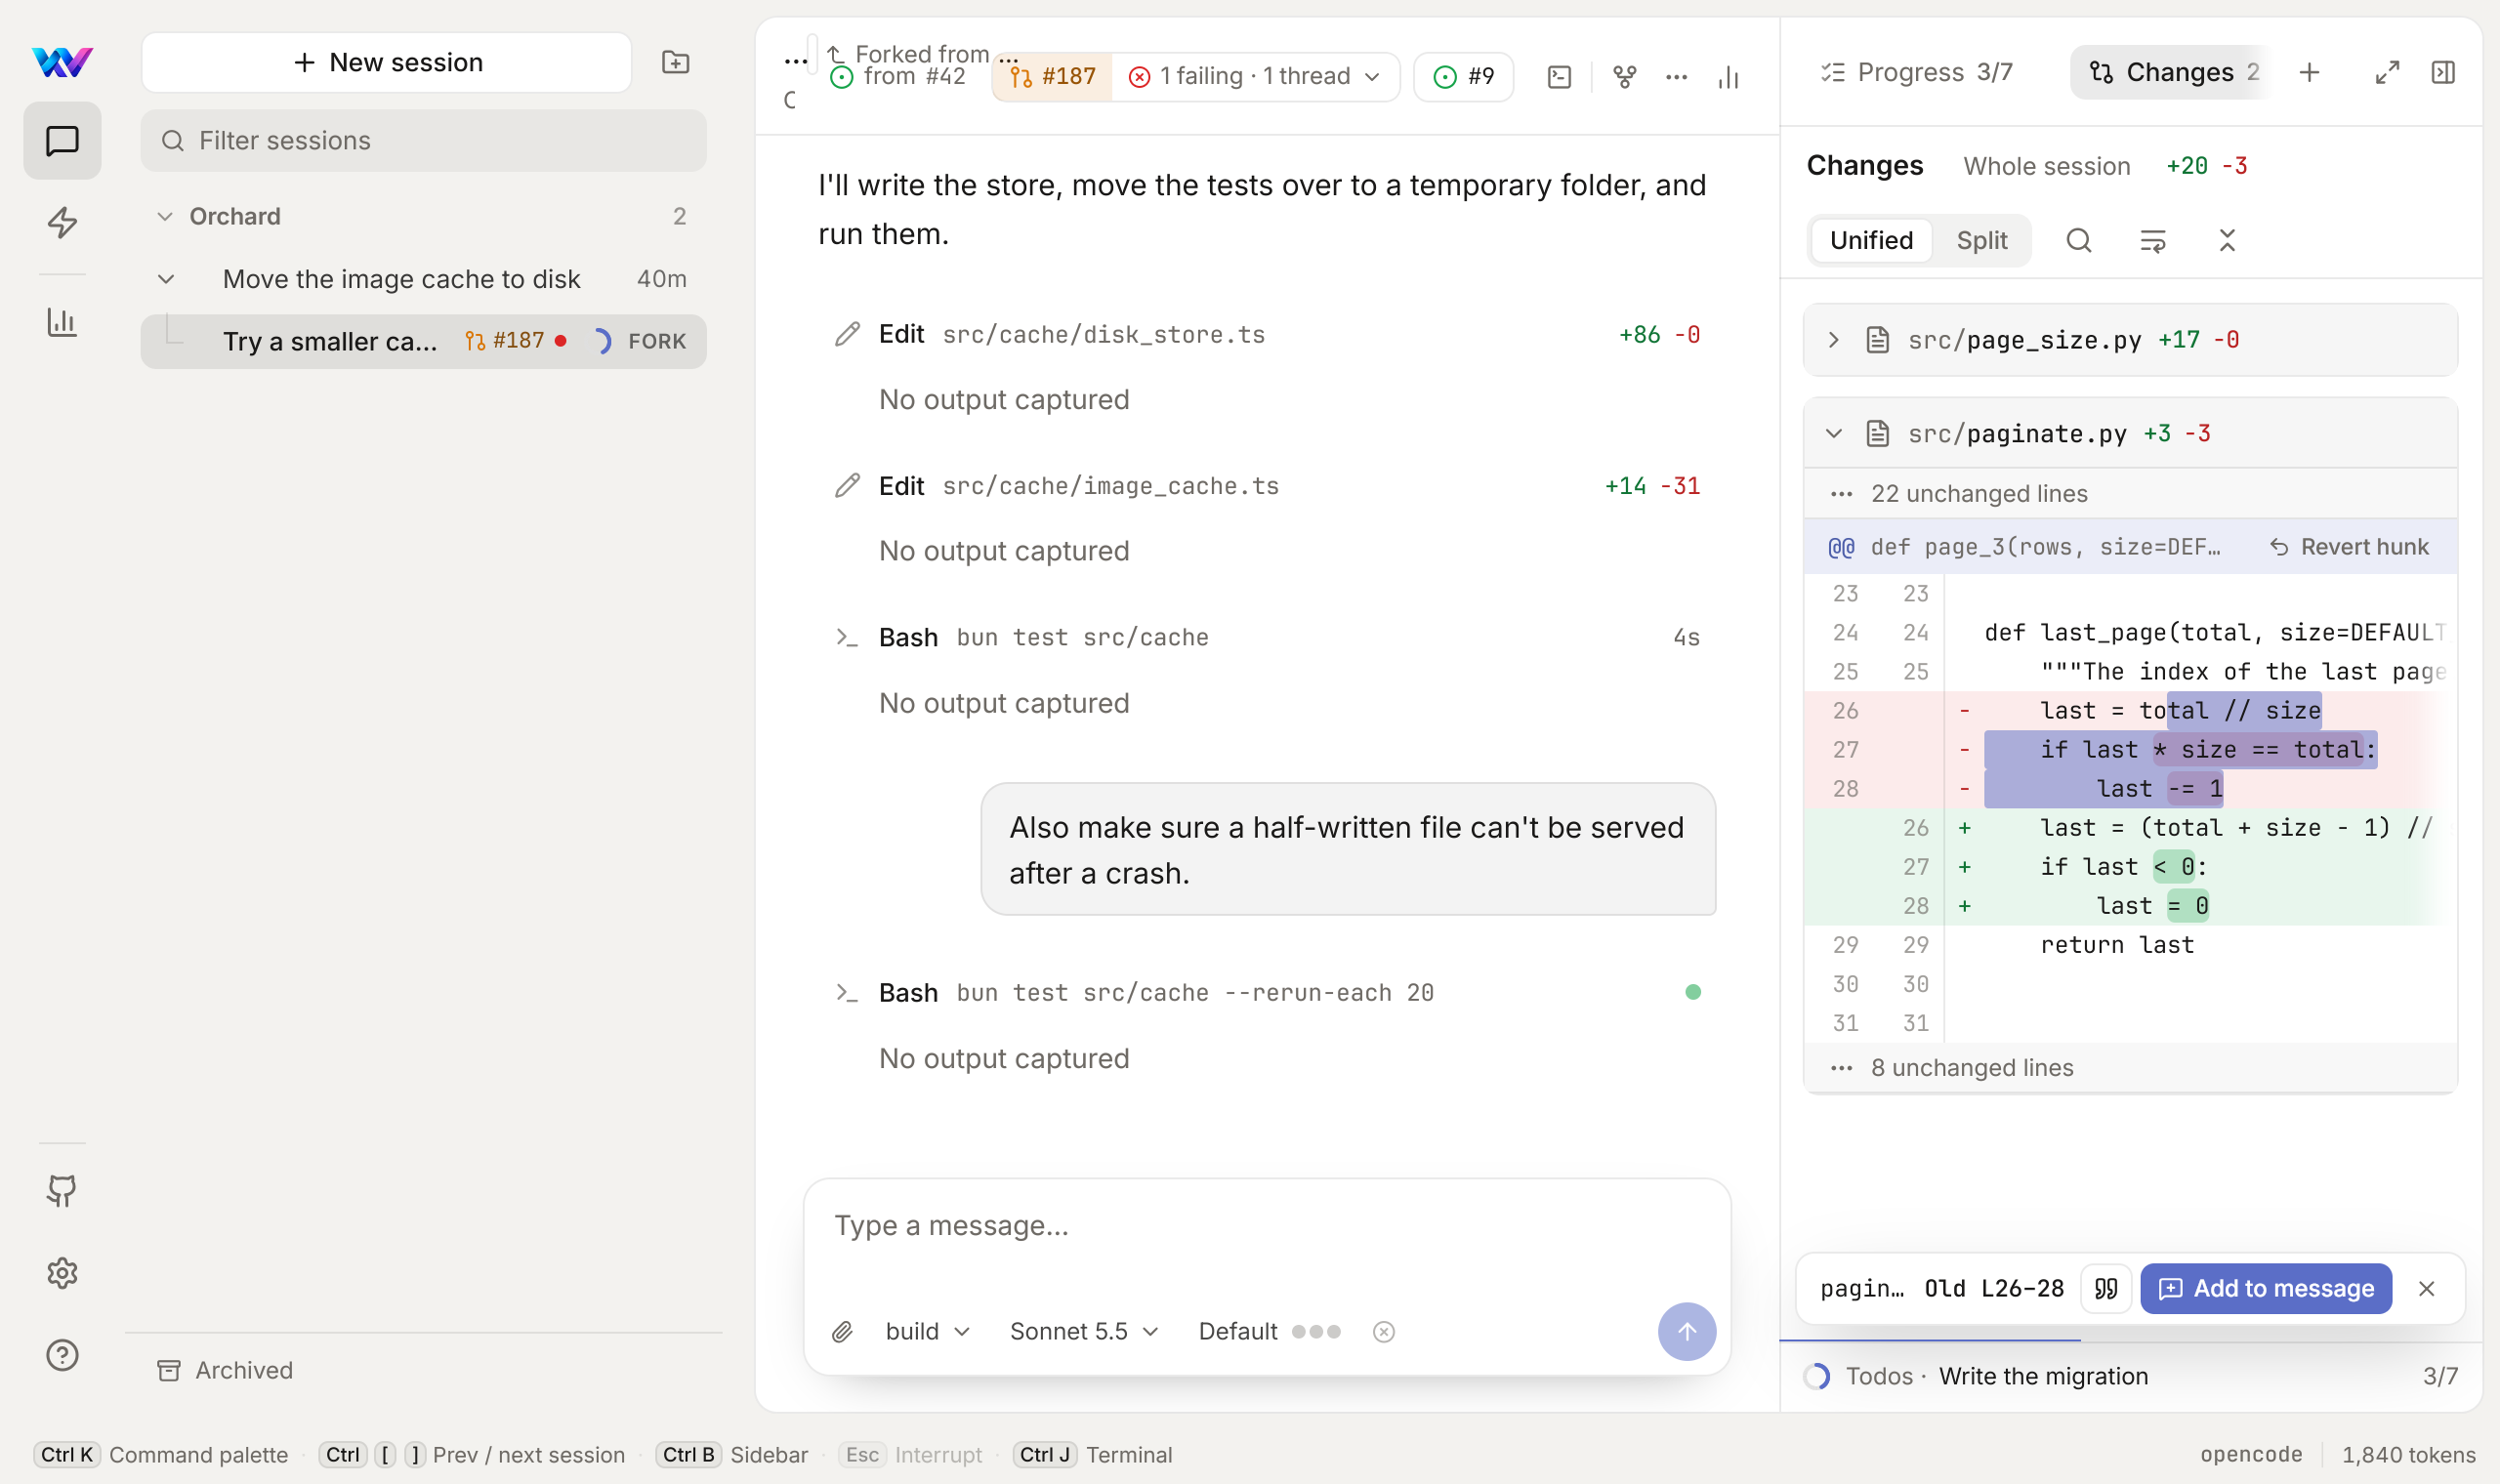 New session
Filter sessions
Orchard 2
Move the image cache to disk 40m
Try a smaller ca... #187 FORK
Archived
... Forked from ...
from #42 #187 1 failing · 1 thread #9
I'll write the store, move the tests over to a temporary folder, and
run them.
Edit src/cache/disk_store.ts +86 -0
No output captured
Edit src/cache/image_cache.ts +14 -31
No output captured
>_ Bash bun test src/cache 4s
No output captured
Also make sure a half-written file can't be served
after a crash.
>_ Bash bun test src/cache --rerun-each 20
No output captured
Type a message...
build Sonnet 5.5 Default
Progress 3/7 Changes 2
Changes Whole session +20 -3
Unified Split
src/page_size.py +17 -0
src/paginate.py +3 -3
... 22 unchanged lines
@@ def page_3(rows, size=DEF… Revert hunk
23 23
24 24 def last_page(total, size=DEFAULT
25 25 """The index of the last page
26 - last = total // size
27 - if last * size == total:
28 - last -= 1
26 + last = (total + size - 1) //
27 + if last < 0:
28 + last = 0
29 29 return last
30 30
31 31
... 8 unchanged lines
pagin… Old L26–28 Add to message
Todos · Write the migration 3/7
Ctrl K Command palette · Ctrl [ ] Prev / next session · Ctrl B Sidebar · Esc Interrupt · Ctrl J Terminal
opencode 1,840 tokens